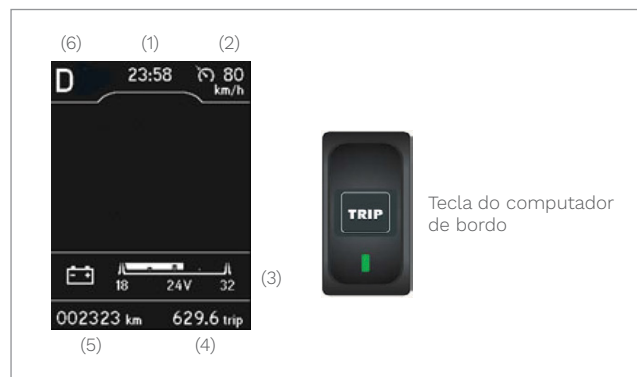 (6) (1) (2)
D 23:58 80
km/h
TRIP
Tecla do computador
de bordo
18 24V 32
(3)
002323 km 629.6 trip
(5) (4)